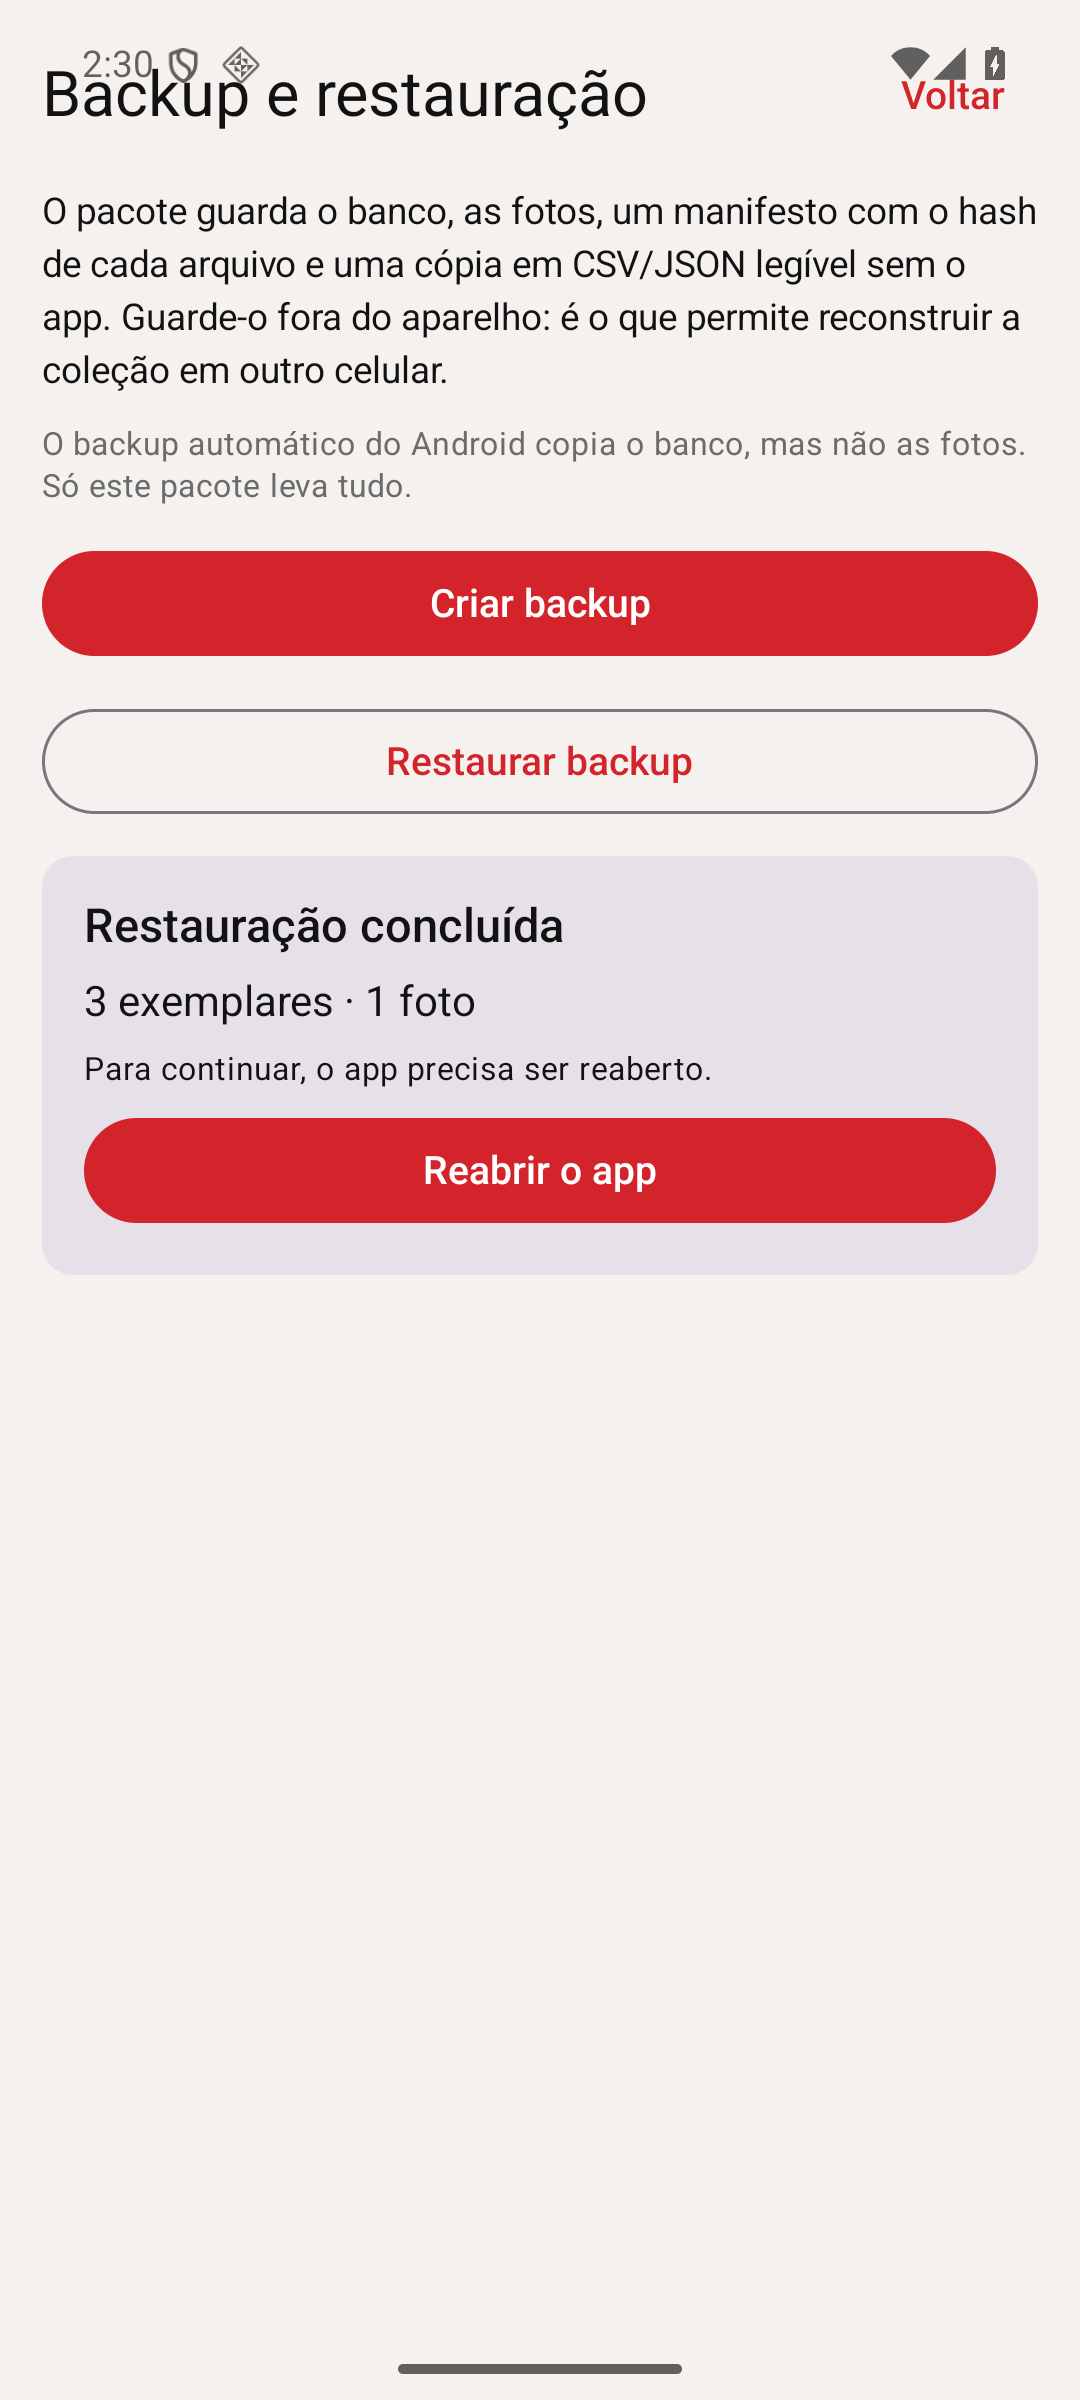 2:30
Backup e restauração
Voltar
O pacote guarda o banco, as fotos, um manifesto com o hash
de cada arquivo e uma cópia em CSV/JSON legível sem o
app. Guarde-o fora do aparelho: é o que permite reconstruir a
coleção em outro celular.
O backup automático do Android copia o banco, mas não as fotos.
Só este pacote leva tudo.
Criar backup
Restaurar backup
Restauração concluída
3 exemplares · 1 foto
Para continuar, o app precisa ser reaberto.
Reabrir o app